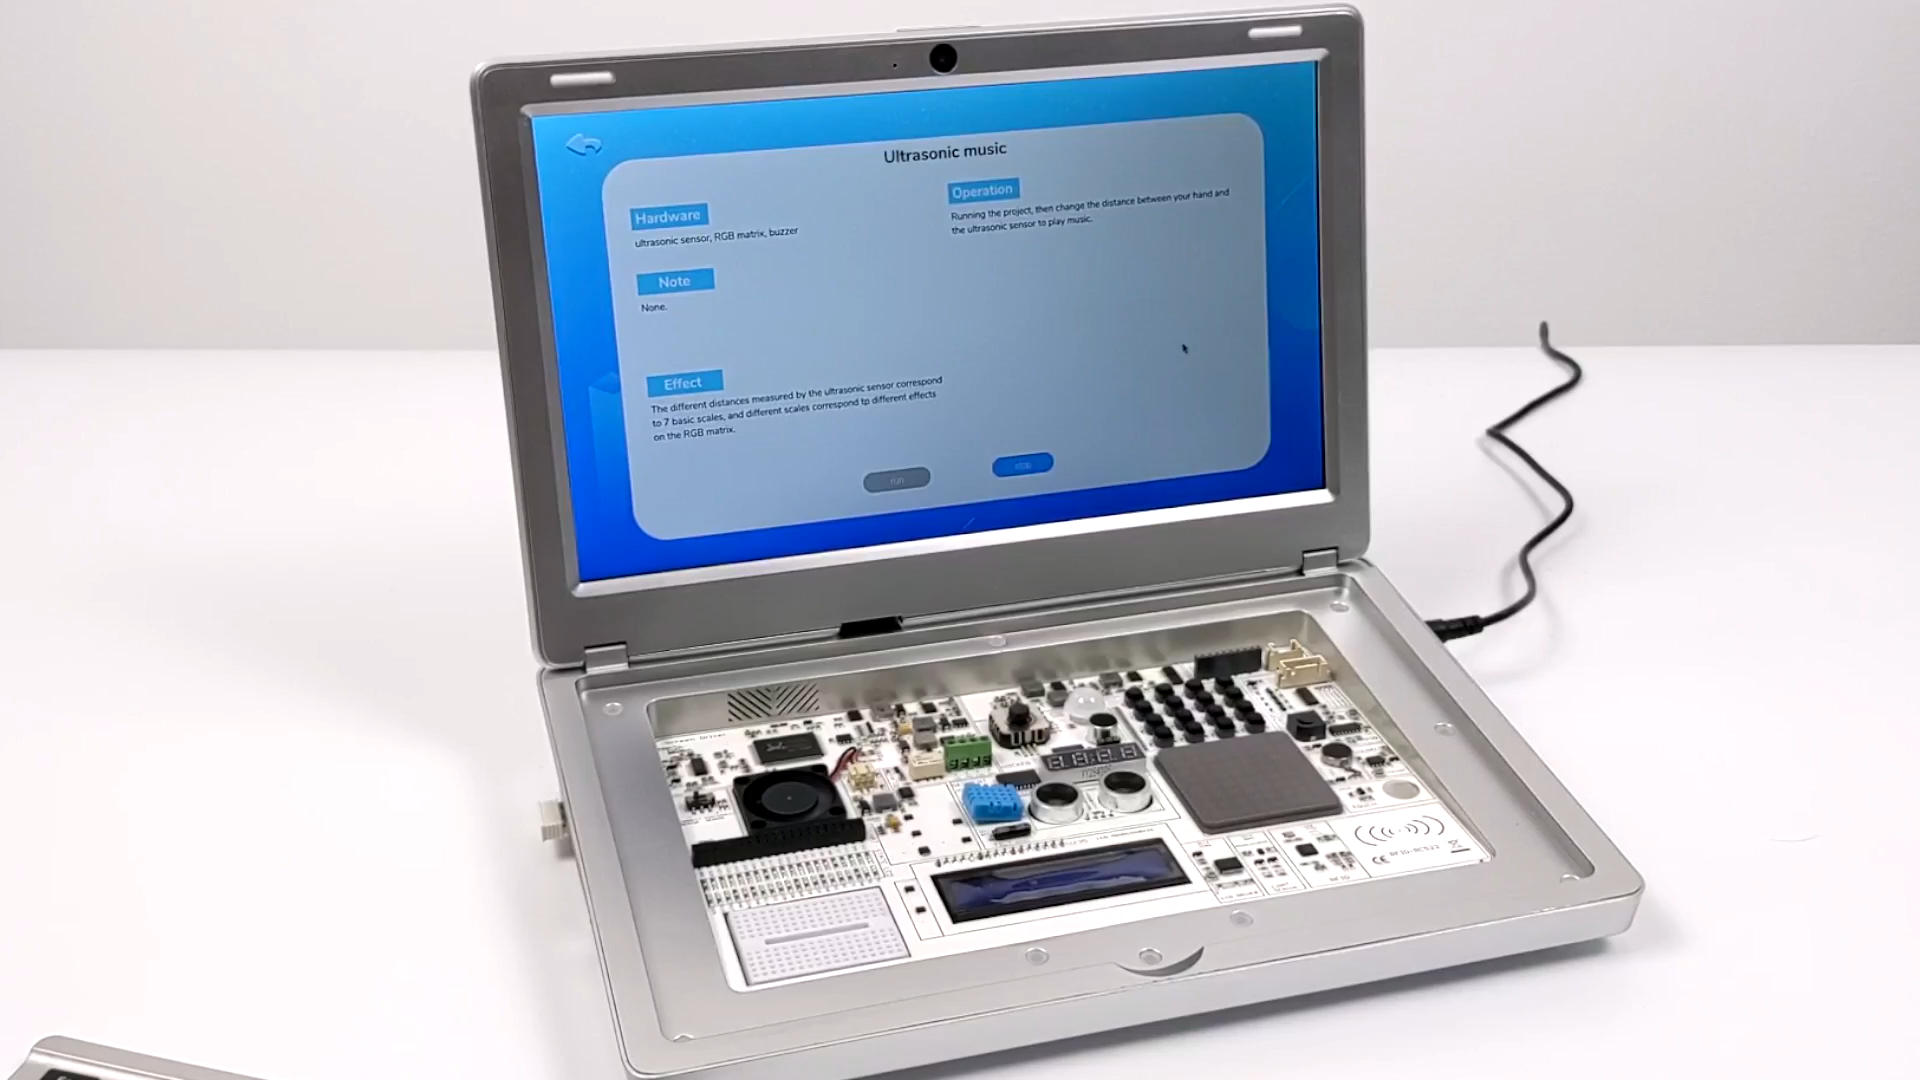 Ultrasonic music
Hardware
ultrasonic sensor, RGB matrix, buzzer
Note
None.
Effect
The different distances measured by the ultrasonic sensor correspond
to 7 basic scales, and different scales correspond tp different effects
on the RGB matrix.
Operation
Running the project, then change the distance between your hand and
the ultrasonic sensor to play music.
run
stop
RFID-RC522